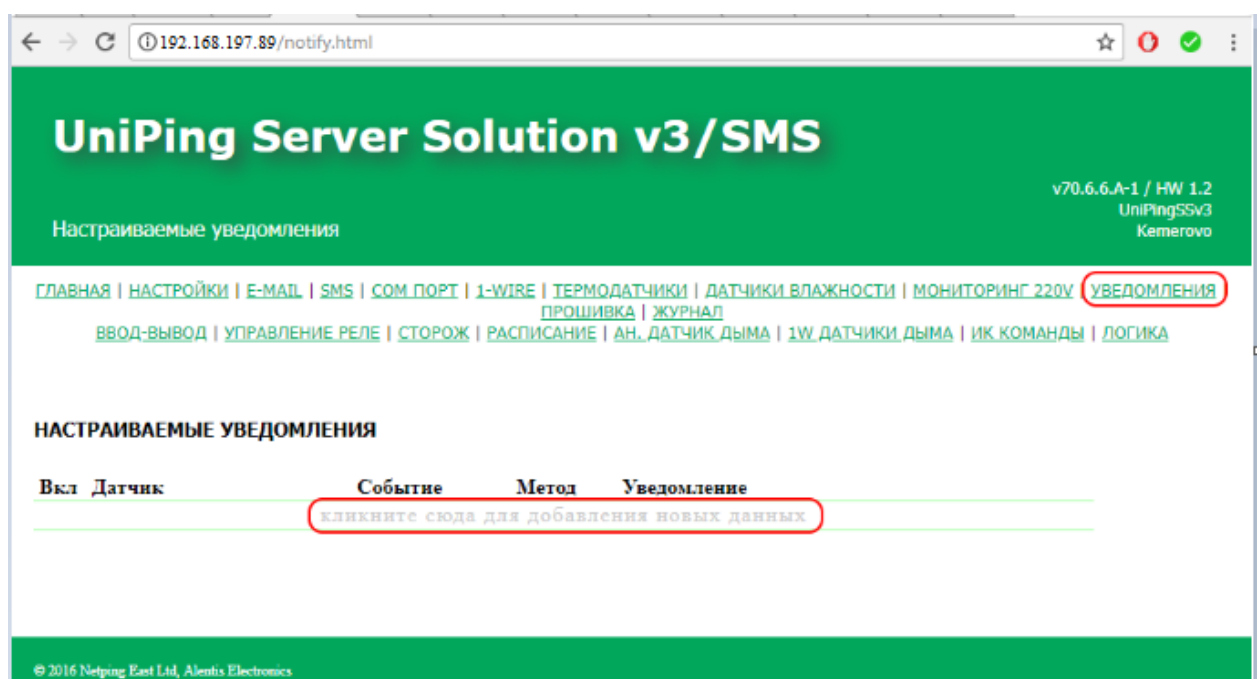 192.168.197.89/notify.html
UniPing Server Solution v3/SMS
v70.6.6.A-1 / HW 1.2
UniPingSSv3
Kemerovo
Настраиваемые уведомления
ГЛАВНАЯ | НАСТРОЙКИ | E-MAIL | SMS | COM ПОРТ | 1-WIRE | ТЕРМОДАТЧИКИ | ДАТЧИКИ ВЛАЖНОСТИ | МОНИТОРИНГ 220V | УВЕДОМЛЕНИЯ
ПРОШИВКА | ЖУРНАЛ
ВВОД-ВЫВОД | УПРАВЛЕНИЕ РЕЛЕ | СТОРОЖ | РАСПИСАНИЕ | АН. ДАТЧИК ДЫМА | 1W ДАТЧИКИ ДЫМА | ИК КОМАНДЫ | ЛОГИКА
НАСТРАИВАЕМЫЕ УВЕДОМЛЕНИЯ
Вкл Датчик Событие Метод Уведомление
кликните сюда для добавления новых данных
© 2016 Netping East Ltd, Alentis Electronics